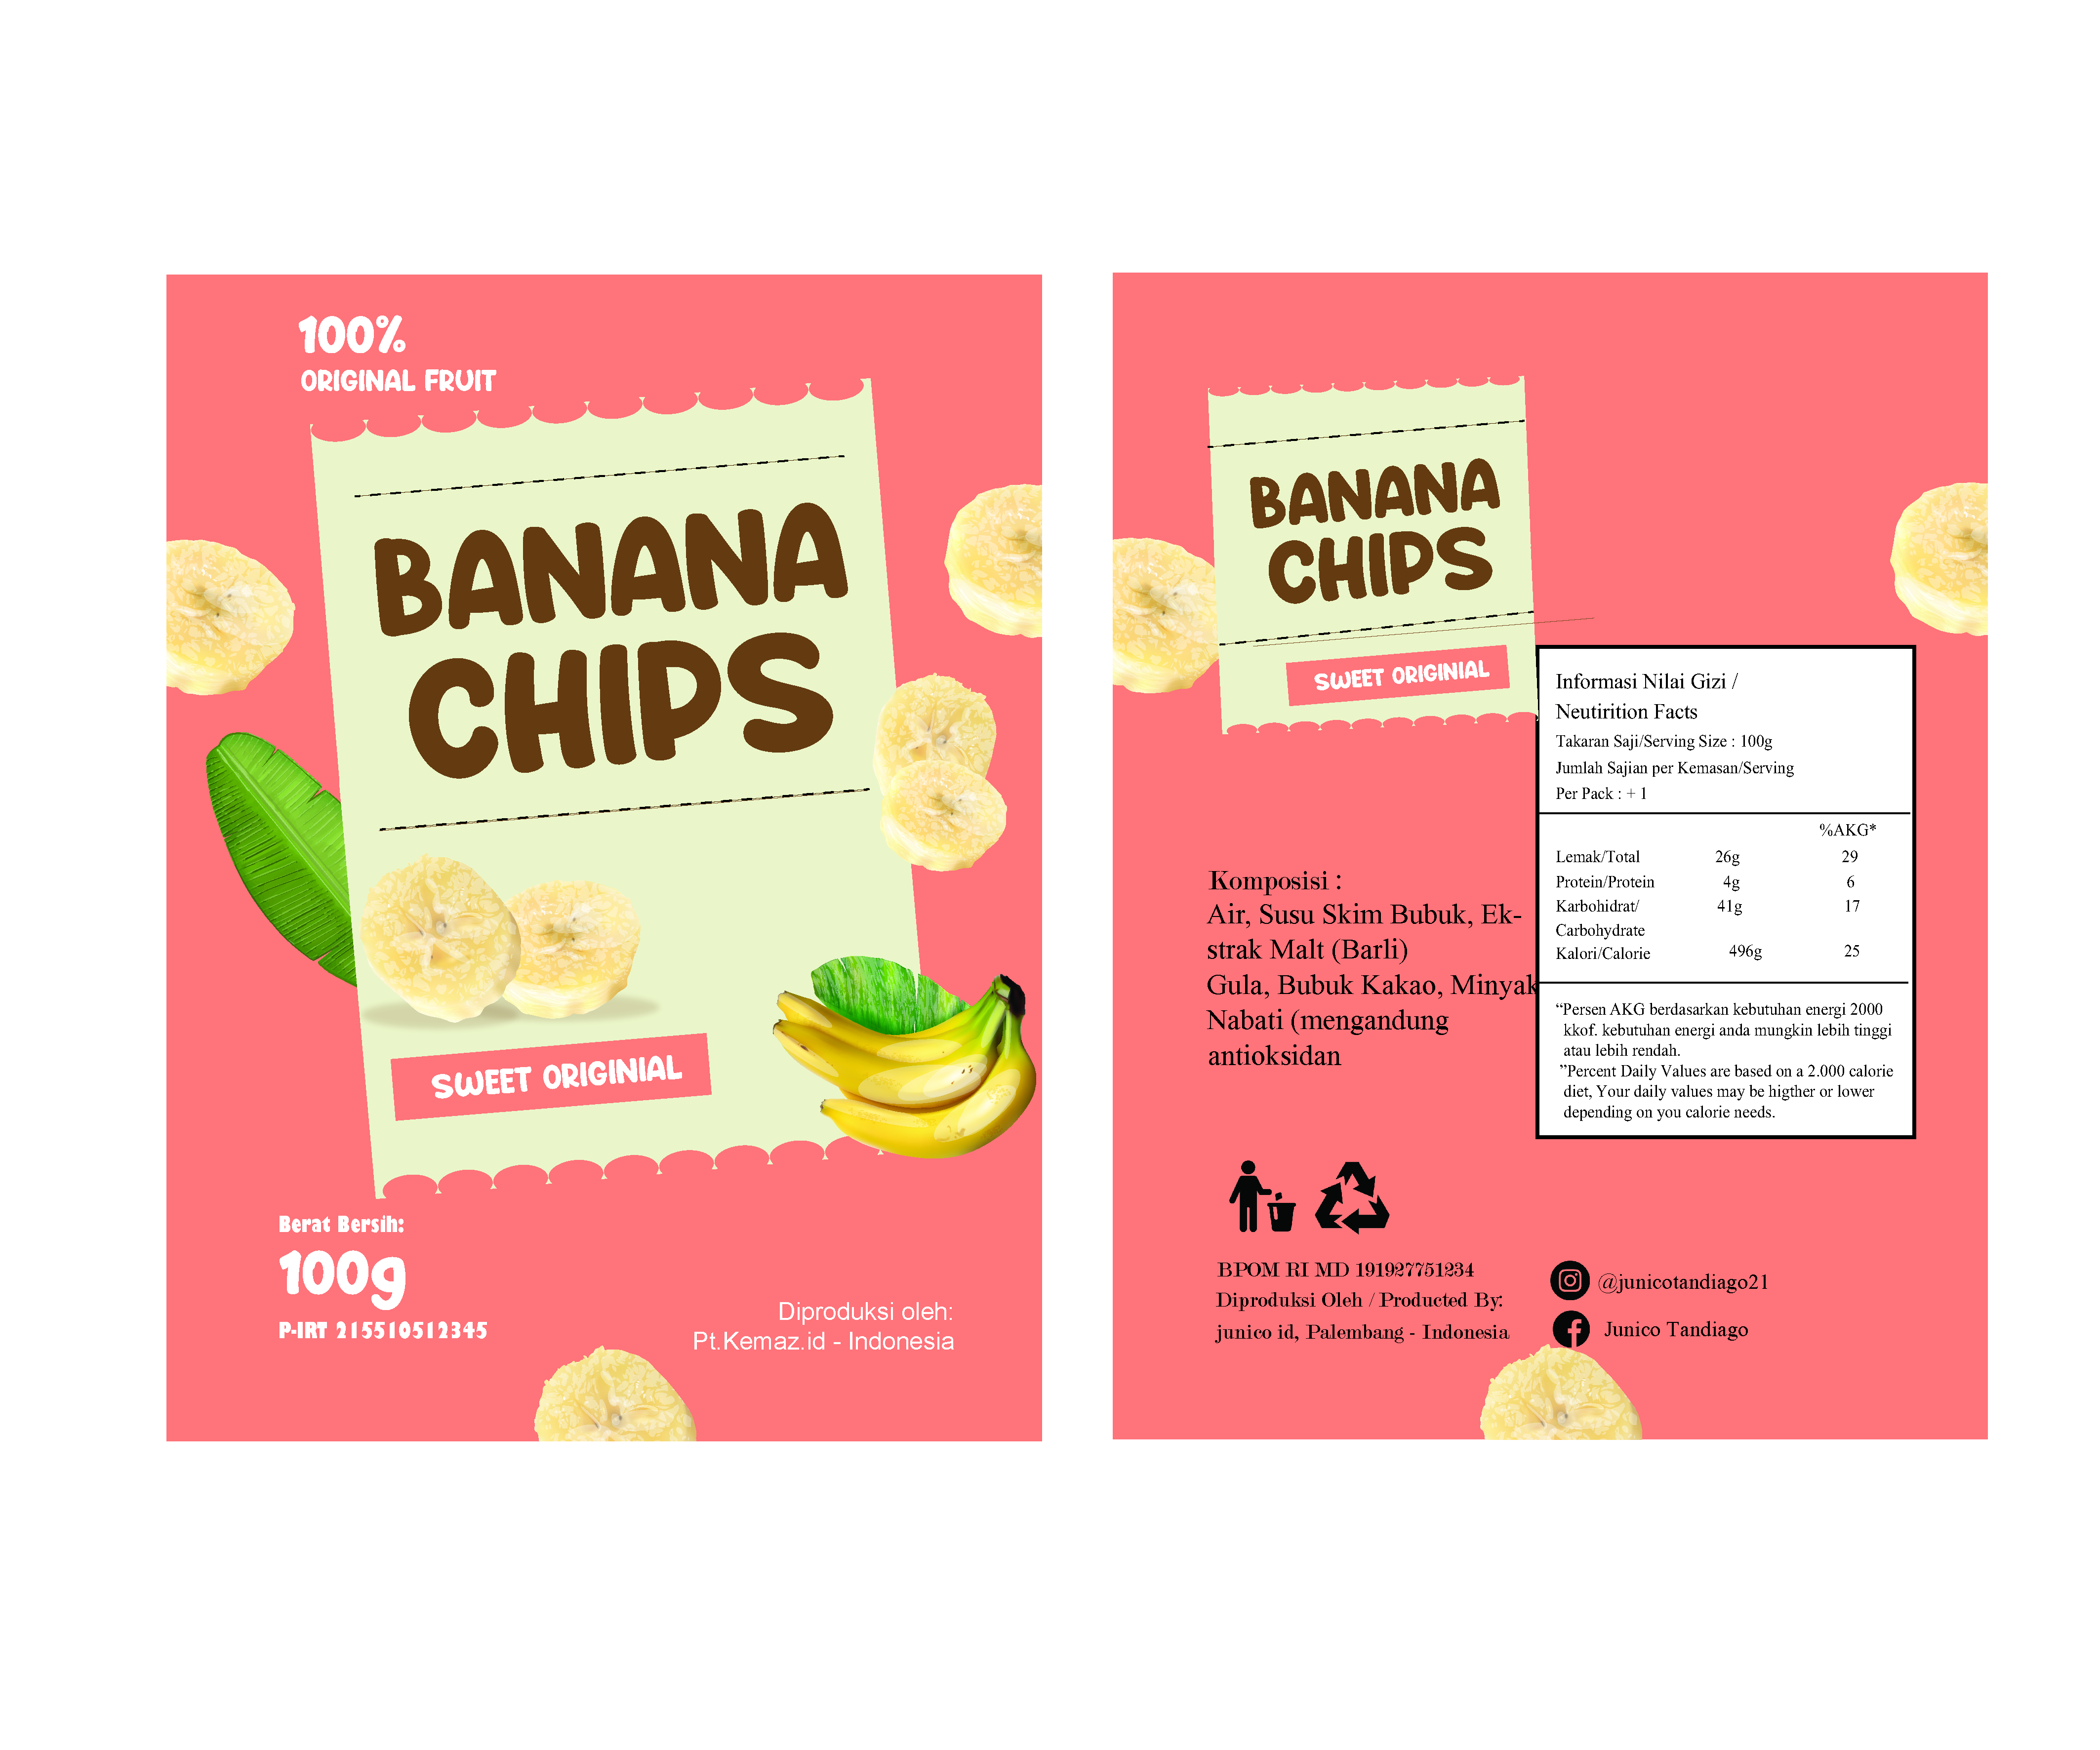 100%
ORIGINAL FRUIT
BANANA
CHIPS
SWEET ORIGINIAL
Berat Bersih:
100g
P-IRT 215510512345
Diproduksi oleh:
Pt.Kemaz.id - Indonesia
BANANA
CHIPS
SWEET ORIGINIAL
Informasi Nilai Gizi /
Neutirition Facts
Takaran Saji/Serving Size : 100g
Jumlah Sajian per Kemasan/Serving
Per Pack : + 1
%AKG*
Lemak/Total 26g 29
Protein/Protein 4g 6
Karbohidrat/ 41g 17
Carbohydrate
Kalori/Calorie 496g 25
“Persen AKG berdasarkan kebutuhan energi 2000
kkof. kebutuhan energi anda mungkin lebih tinggi
atau lebih rendah.
”Percent Daily Values are based on a 2.000 calorie
diet, Your daily values may be higther or lower
depending on you calorie needs.
Komposisi :
Air, Susu Skim Bubuk, Ek-
strak Malt (Barli)
Gula, Bubuk Kakao, Minyak
Nabati (mengandung
antioksidan
BPOM RI MD 191927751234
Diproduksi Oleh / Producted By:
junico id, Palembang - Indonesia
@junicotandiago21
Junico Tandiago